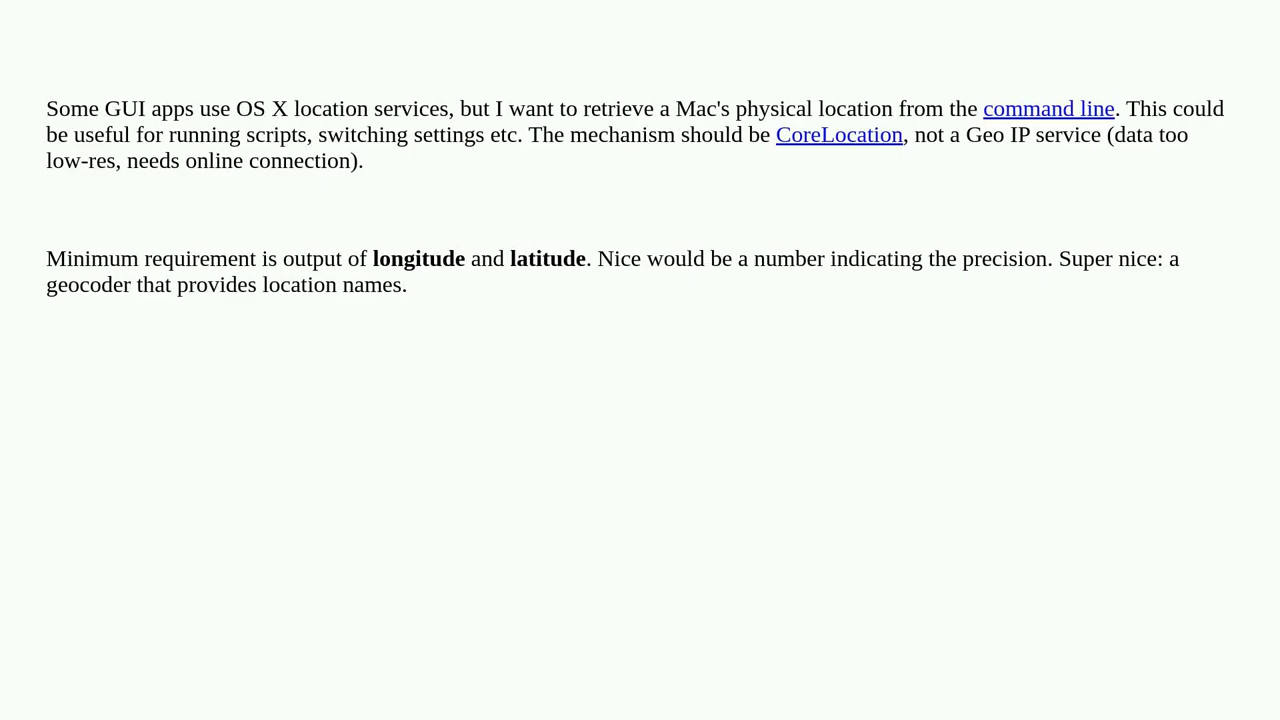 Some GUI apps use OS X location services, but I want to retrieve a Mac's physical location from the command line. This could
be useful for running scripts, switching settings etc. The mechanism should be CoreLocation, not a Geo IP service (data too
low-res, needs online connection).
Minimum requirement is output of longitude and latitude. Nice would be a number indicating the precision. Super nice: a
geocoder that provides location names.